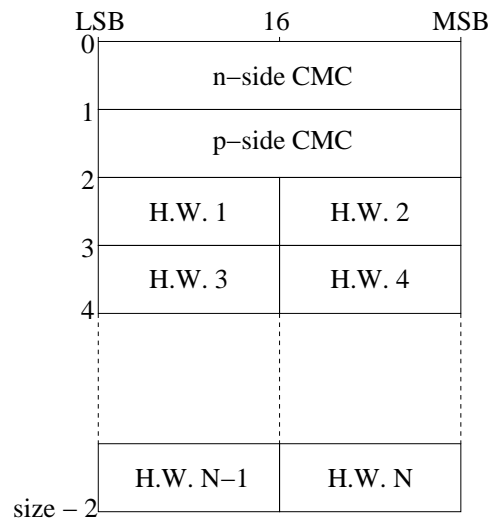 LSB 16 MSB
0
n−side CMC
1
p−side CMC
2
H.W. 1 H.W. 2
3
H.W. 3 H.W. 4
4
H.W. N−1 H.W. N
size − 2